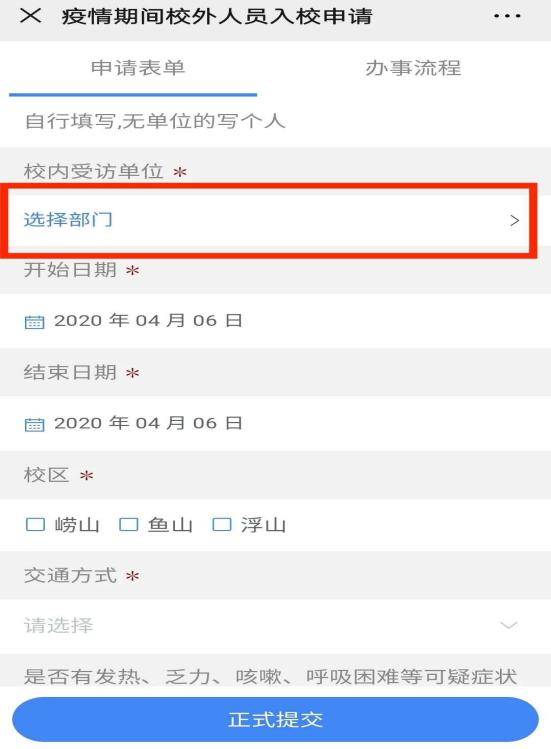 疫情期间校外人员入校申请
申请表单 办事流程
自行填写,无单位的写个人
校内受访单位 *
选择部门 >
开始日期 *
2020 年 04 月 06 日
结束日期 *
2020 年 04 月 06 日
校区 *
崂山 鱼山 浮山
交通方式 *
请选择
是否有发热、乏力、咳嗽、呼吸困难等可疑症状
正式提交